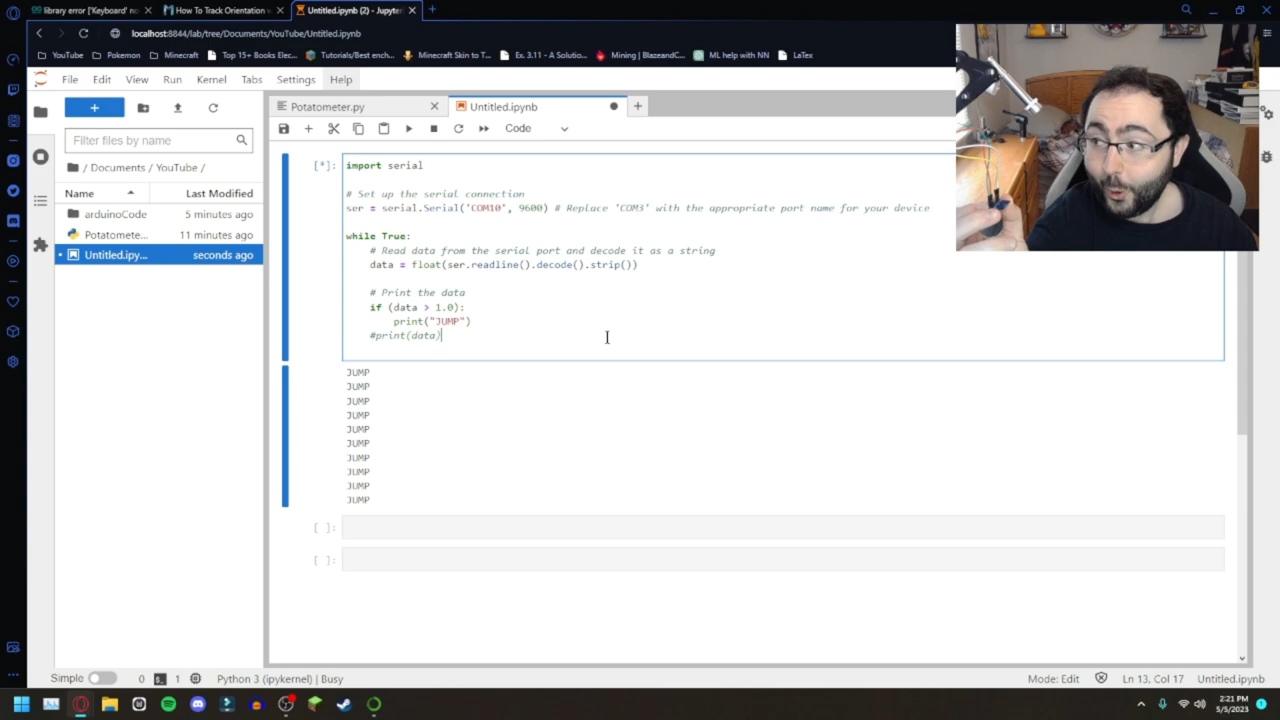 library error ['Keyboard' no
How To Track Orientation w
Untitled.ipynb (2) - Jupyter
localhost:8844/lab/tree/Documents/YouTube/Untitled.ipynb
YouTube
Pokemon
Minecraft
Top 15+ Books Elec...
Tutorials/Best ench...
Minecraft Skin to T...
Ex. 3.11 - A Solutio...
Mining | BlazeandC...
ML help with NN
LaTex
File Edit View Run Kernel Tabs Settings Help
Potatometer.py
Untitled.ipynb
Code
Filter files by name
/ Documents / YouTube /
Name Last Modified
arduinoCode 5 minutes ago
Potatomete... 11 minutes ago
Untitled.ipy... seconds ago
[*]:
import serial
# Set up the serial connection
ser = serial.Serial('COM10', 9600) # Replace 'COM3' with the appropriate port name for your device
while True:
# Read data from the serial port and decode it as a string
data = float(ser.readline().decode().strip())
# Print the data
if (data > 1.0):
print("JUMP")
#print(data)
JUMP
JUMP
JUMP
JUMP
JUMP
JUMP
JUMP
JUMP
JUMP
JUMP
[ ]:
[ ]:
Simple 0 1 Python 3 (ipykernel) | Busy
Mode: Edit Ln 13, Col 17 Untitled.ipynb
2:21 PM
5/5/2023